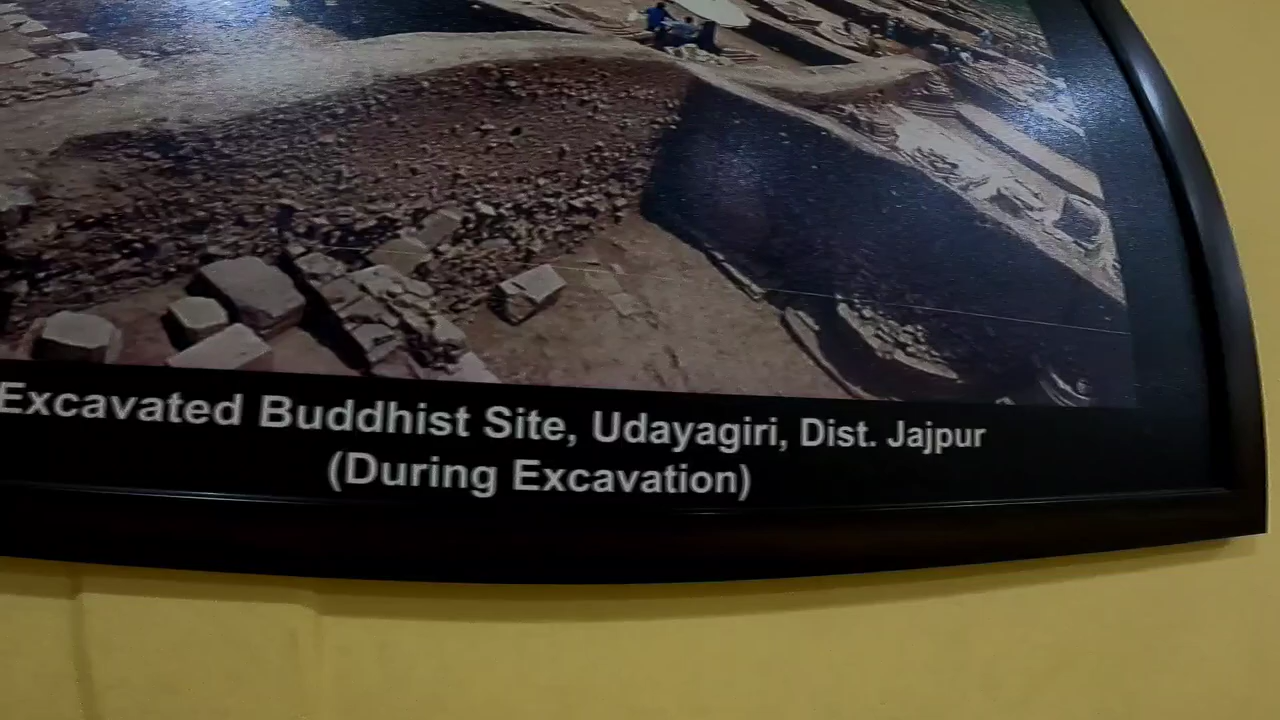 Excavated Buddhist Site, Udayagiri, Dist. Jajpur
(During Excavation)